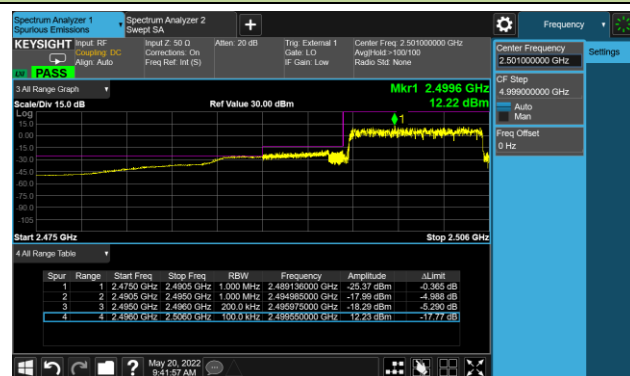 Spectrum Analyzer 1
Spurious Emissions
Spectrum Analyzer 2
Swept SA
Frequency
KEYSIGHT
Input: RF
Coupling: DC
Align: Auto
Input Z: 50 Ω
Corrections: On
Freq Ref: Int (S)
Atten: 20 dB
Trig: External 1
Gate: LO
IF Gain: Low
Center Freq: 2.501000000 GHz
Avg|Hold >100/100
Radio Std: None
PASS
Center Frequency
2.501000000 GHz
Settings
CF Step
4.999000000 GHz
Auto
Man
Freq Offset
0 Hz
3 All Range Graph
Mkr1 2.4996 GHz
Scale/Div 15.0 dB
Ref Value 30.00 dBm
12.22 dBm
Log
15.0
0.00
-15.0
-30.0
-45.0
-60.0
-75.0
-90.0
-105
1
Start 2.475 GHz
Stop 2.506 GHz
4 All Range Table
Spur Range Start Freq Stop Freq RBW Frequency Amplitude ΔLimit
1 1 2.4750 GHz 2.4905 GHz 1.000 MHz 2.489136000 GHz -25.37 dBm -0.365 dB
2 2 2.4905 GHz 2.4950 GHz 1.000 MHz 2.494985000 GHz -17.99 dBm -4.988 dB
3 3 2.4950 GHz 2.4960 GHz 200.0 kHz 2.495975000 GHz -18.29 dBm -5.290 dB
4 4 2.4960 GHz 2.5060 GHz 100.0 kHz 2.499550000 GHz 12.23 dBm -17.77 dB
?
May 20, 2022
9:41:57 AM